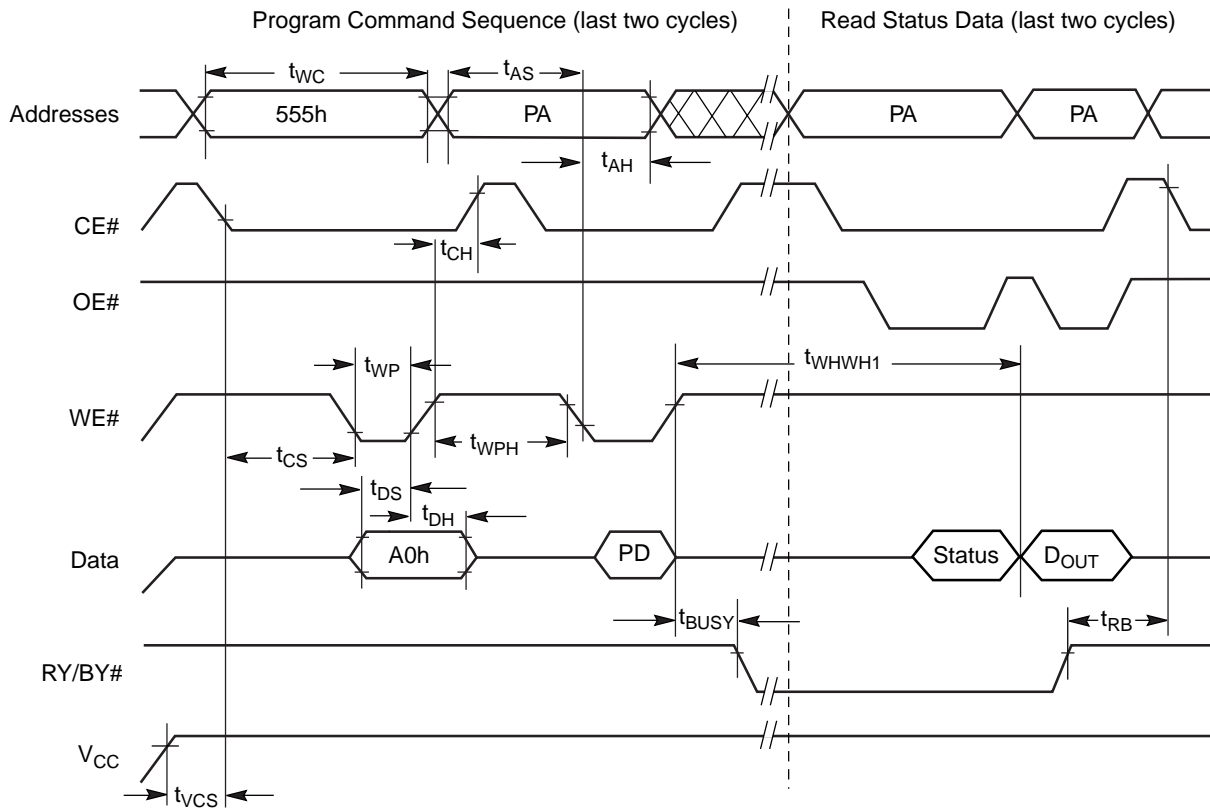 Program Command Sequence (last two cycles)
Read Status Data (last two cycles)
tWC
tAS
Addresses
555h
PA
PA
PA
tAH
CE#
tCH
OE#
tWP
tWHWH1
WE#
tCS
tWPH
tDS
tDH
Data
A0h
PD
Status
DOUT
tBUSY
tRB
RY/BY#
VCC
tVCS